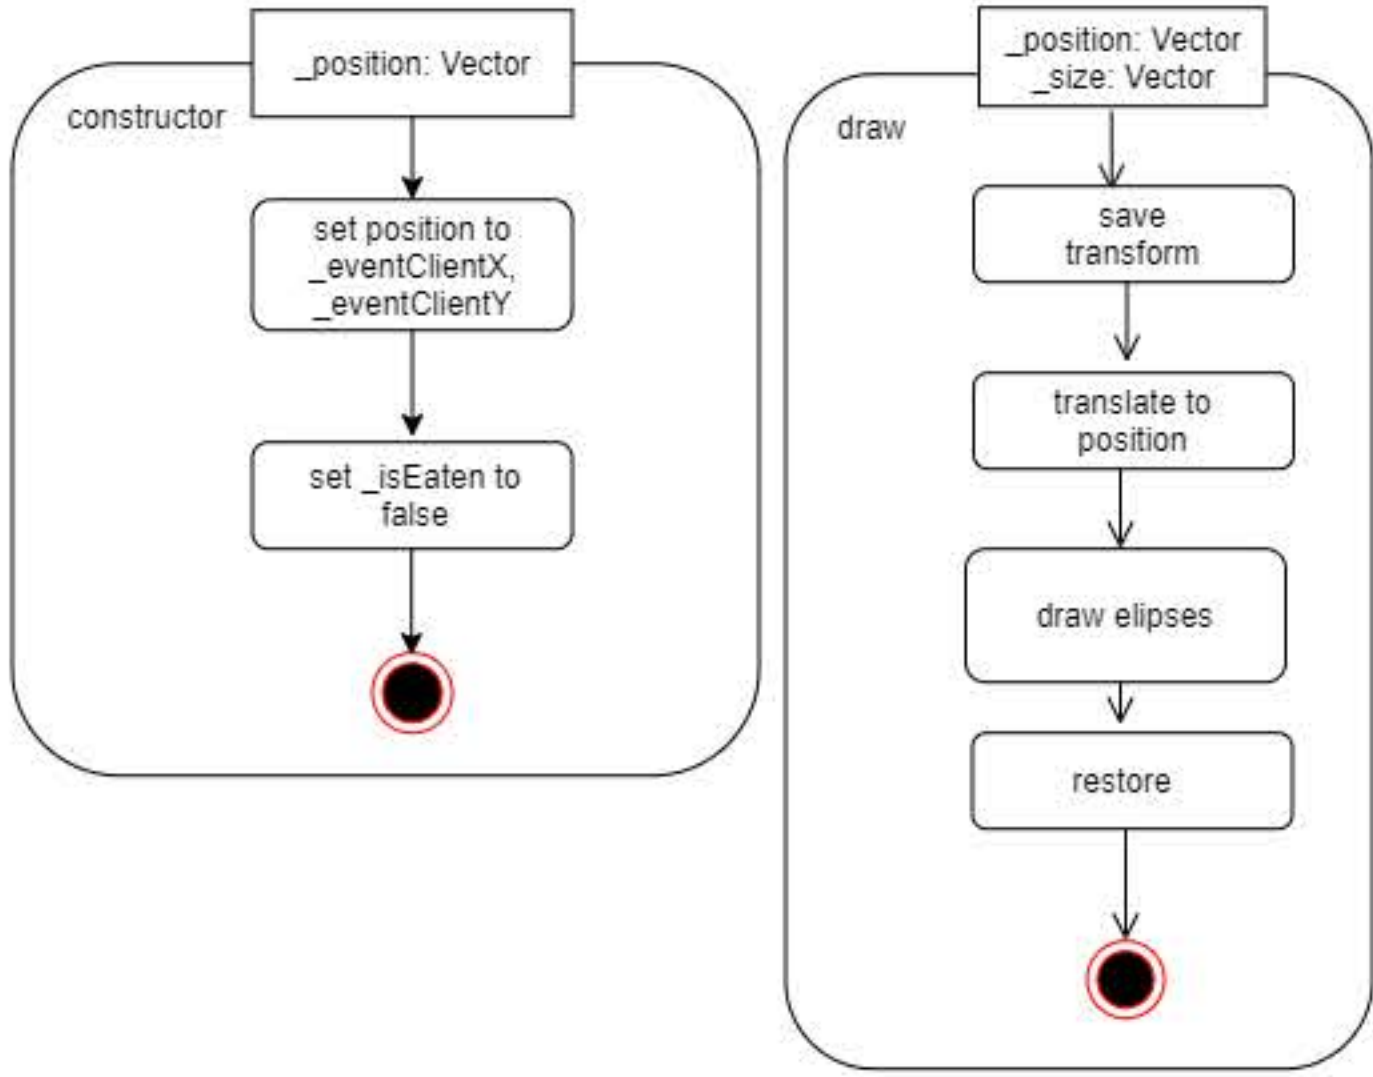 _position: Vector
constructor
set position to
_eventClientX,
_eventClientY
set _isEaten to
false
_position: Vector
_size: Vector
draw
save
transform
translate to
position
draw elipses
restore